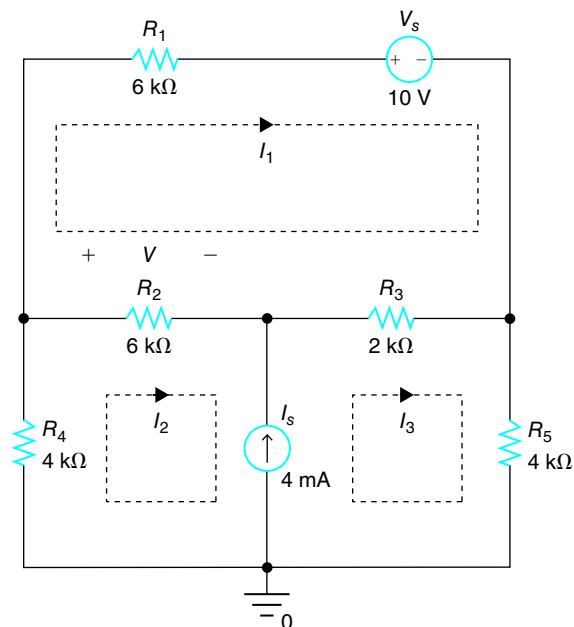 R1 Vs
6 kΩ + − 10 V
I1
+ V −
R2 R3
6 kΩ 2 kΩ
I2 Is I3
R4 R5
4 kΩ 4 mA 4 kΩ
0